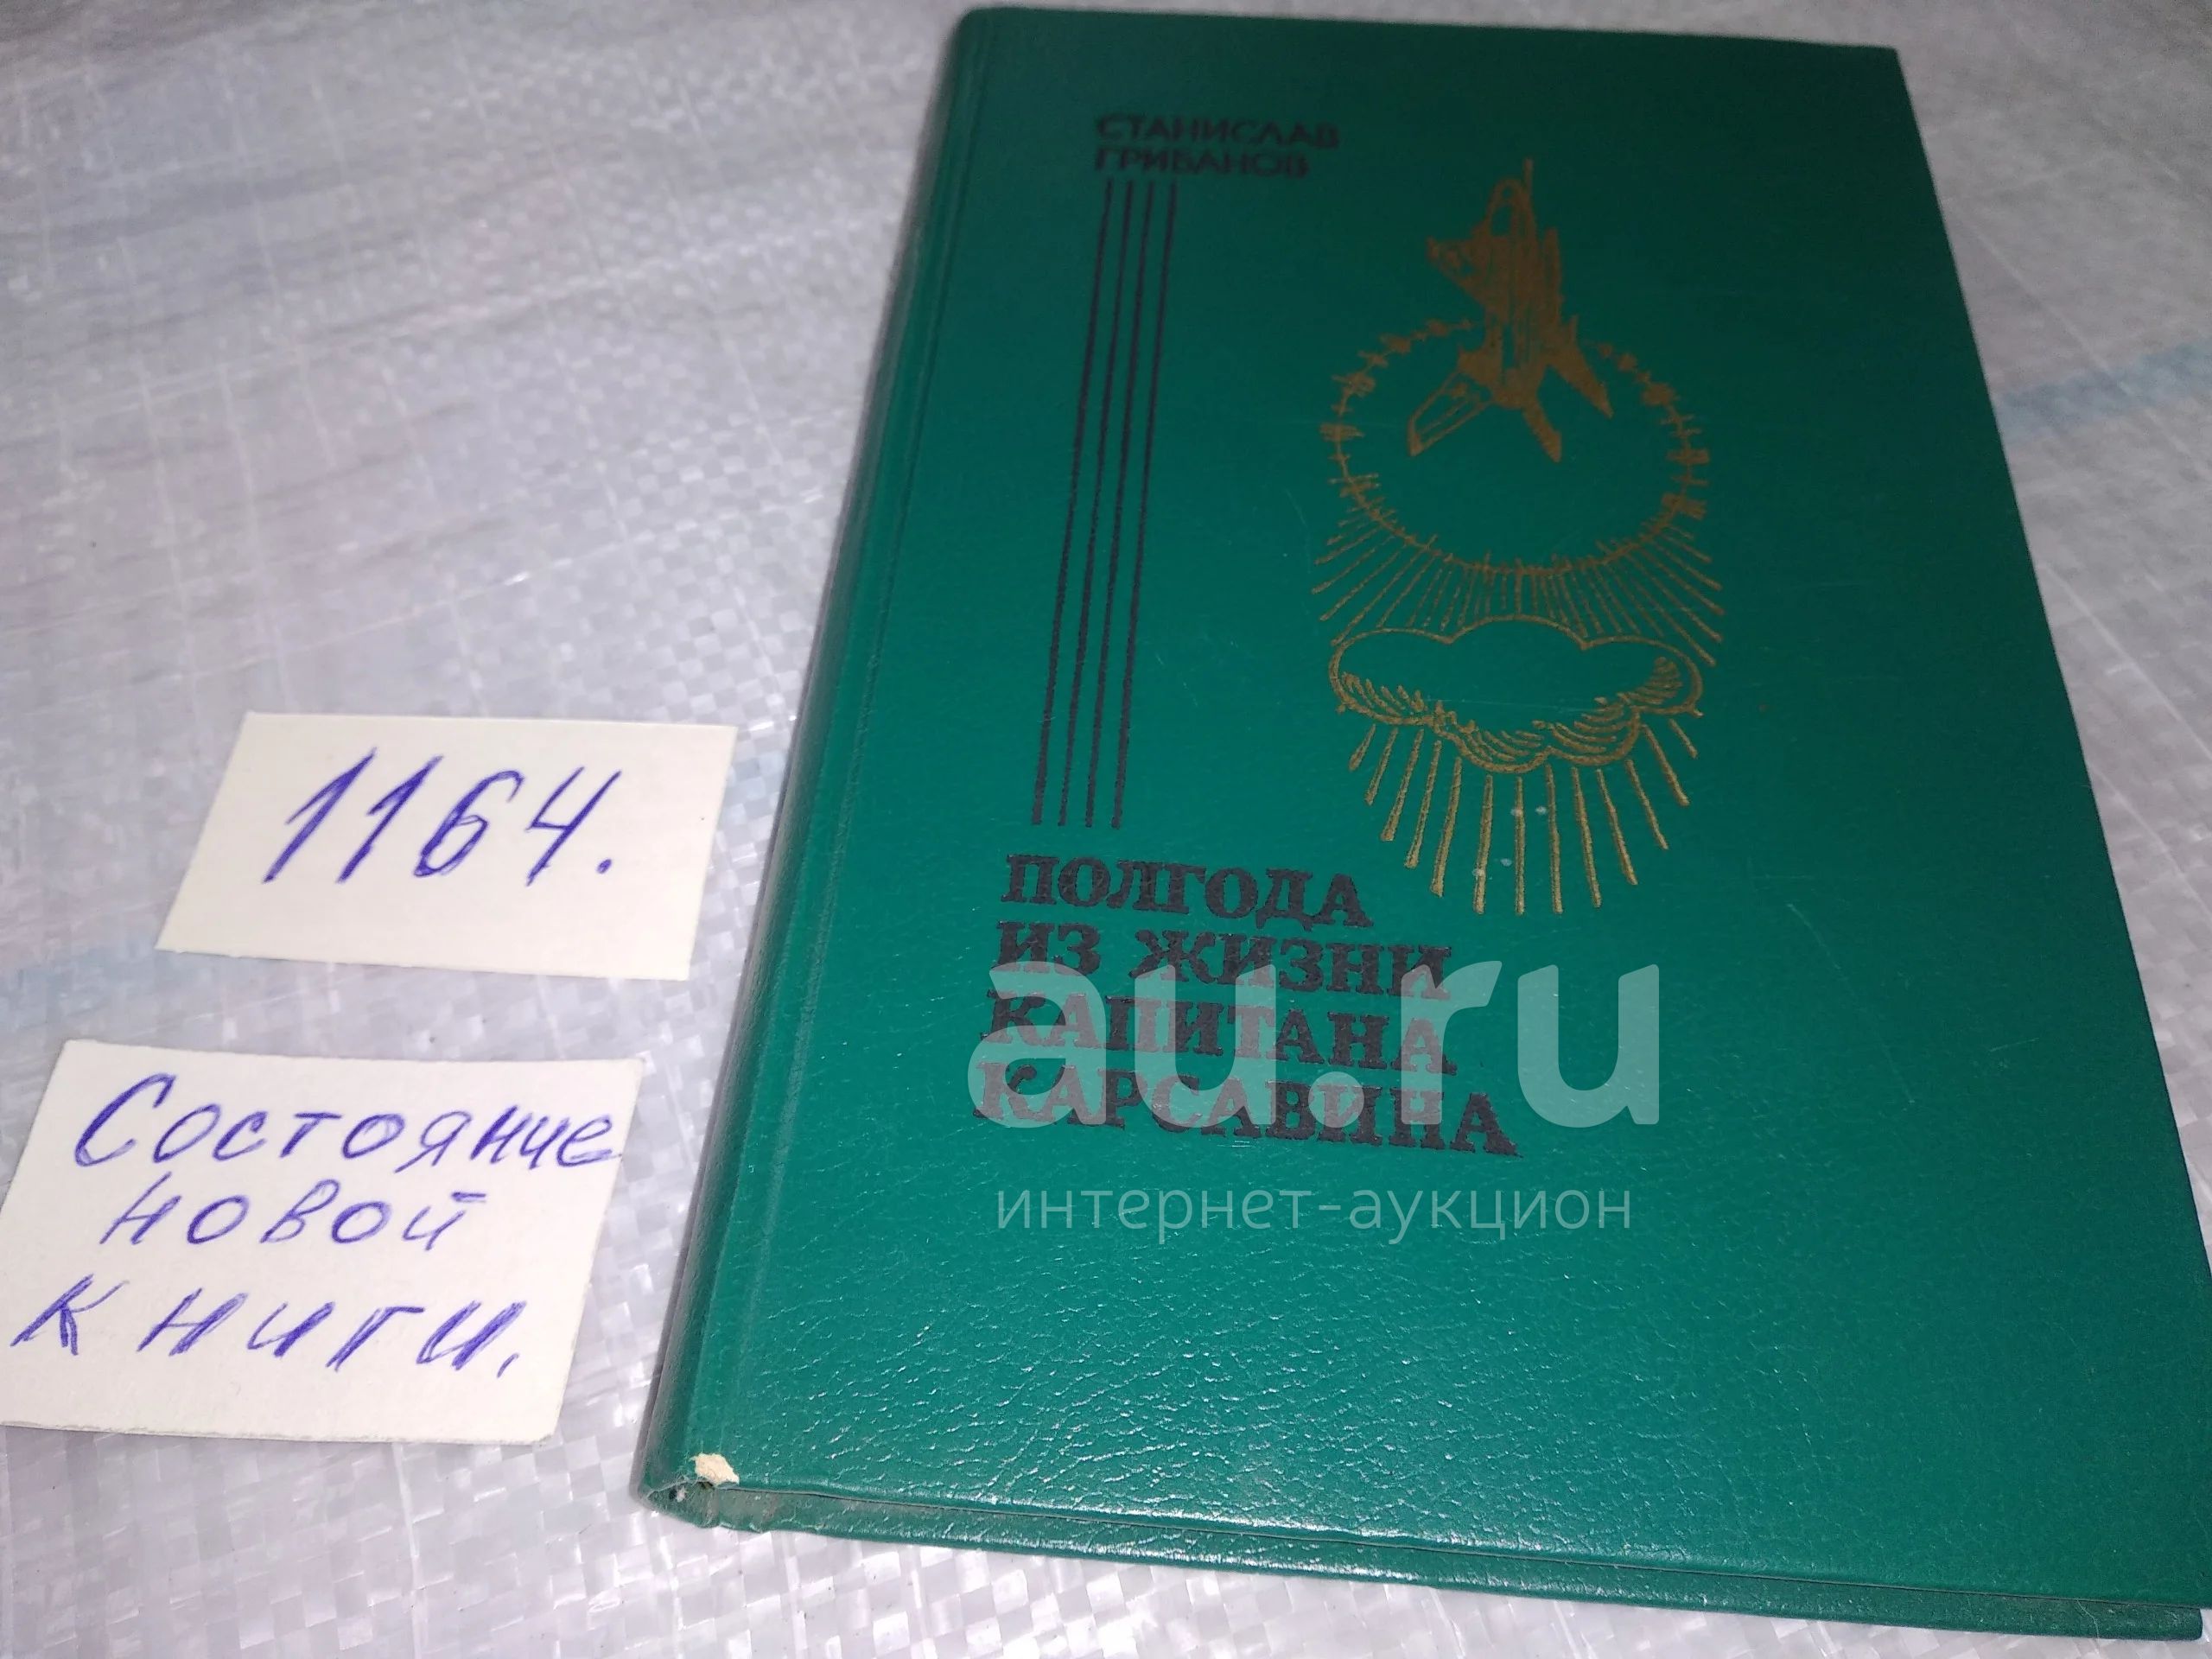 СТАНИСЛАВ
ГРИБАНОВ
ПОЛГОДА
ИЗ ЖИЗНИ
КАПИТАНА
КАРСАВИНА
au.ru
интернет-аукцион
1164.
Состояние
новой
книги.